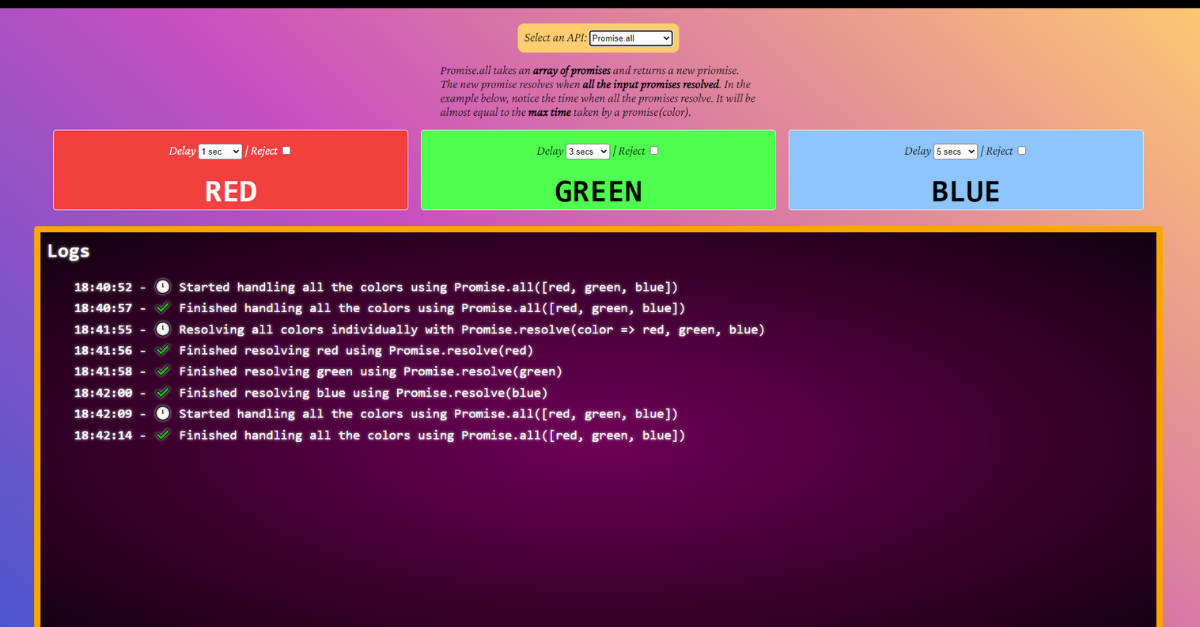 Select an API: Promise.all
Promise.all takes an array of promises and returns a new priomise.
The new promise resolves when all the input promises resolved. In the
example below, notice the time when all the promises resolve. It will be
almost equal to the max time taken by a promise(color).
Delay 1 sec | Reject
RED
Delay 3 secs | Reject
GREEN
Delay 5 secs | Reject
BLUE
Logs
18:40:52 - Started handling all the colors using Promise.all([red, green, blue])
18:40:57 - Finished handling all the colors using Promise.all([red, green, blue])
18:41:55 - Resolving all colors individually with Promise.resolve(color => red, green, blue)
18:41:56 - Finished resolving red using Promise.resolve(red)
18:41:58 - Finished resolving green using Promise.resolve(green)
18:42:00 - Finished resolving blue using Promise.resolve(blue)
18:42:09 - Started handling all the colors using Promise.all([red, green, blue])
18:42:14 - Finished handling all the colors using Promise.all([red, green, blue])